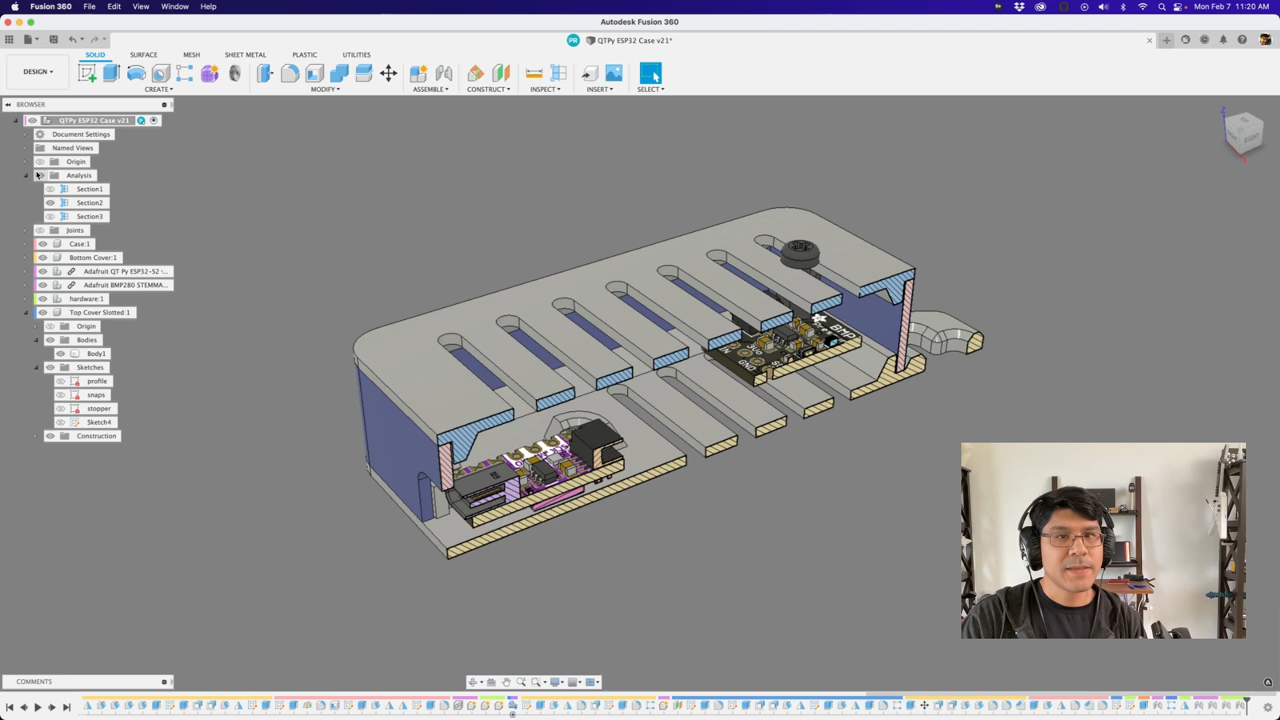 Fusion 360 File Edit View Window Help
Mon Feb 7 11:20 AM
Autodesk Fusion 360
PR QTPy ESP32 Case v21*
SOLID SURFACE MESH SHEET METAL PLASTIC UTILITIES
DESIGN
CREATE MODIFY ASSEMBLE CONSTRUCT INSPECT INSERT SELECT
BROWSER
QTPy ESP32 Case v21
Document Settings
Named Views
Origin
Analysis
Section1
Section2
Section3
Joints
Case:1
Bottom Cover:1
Adafruit QT Py ESP32-S2
Adafruit BMP280 STEMMA...
hardware:1
Top Cover Slotted:1
Origin
Bodies
Body1
Sketches
profile
snaps
stopper
Sketch4
Construction
Z
RIGHT
BMP
GND
COMMENTS